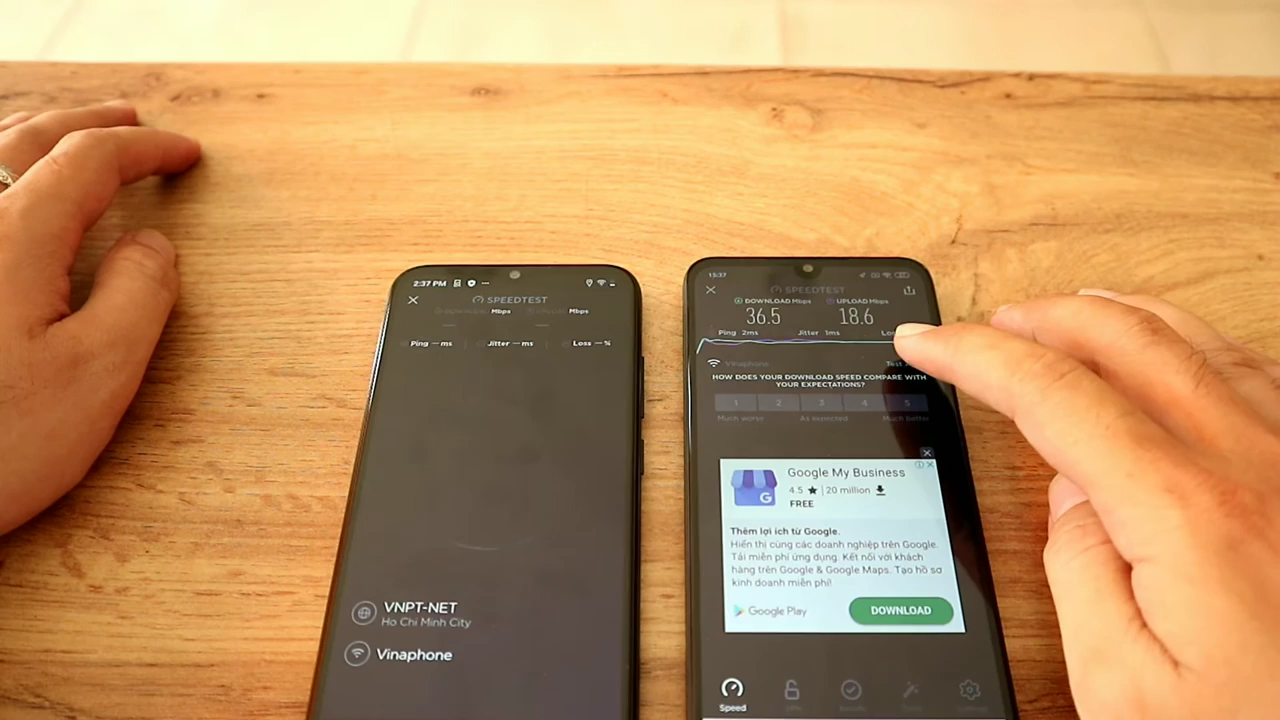 2:37 PM
SPEEDTEST
Mbps
Mbps
Ping — ms
Jitter — ms
Loss — %
VNPT-NET
Ho Chi Minh City
Vinaphone
15:37
SPEEDTEST
DOWNLOAD Mbps
UPLOAD Mbps
36.5
18.6
Ping 2ms
Jitter 1ms
Vinaphone
Test
HOW DOES YOUR DOWNLOAD SPEED COMPARE WITH
YOUR EXPECTATIONS?
1 2 3 4 5
Much worse As expected Much better
Google My Business
4.5 ★ | 20 million
FREE
Thêm lợi ích từ Google.
Hiển thị cùng các doanh nghiệp trên Google.
Tải miễn phí ứng dụng. Kết nối với khách
hàng trên Google & Google Maps. Tạo hồ sơ
kinh doanh miễn phí!
Google Play
DOWNLOAD
Speed